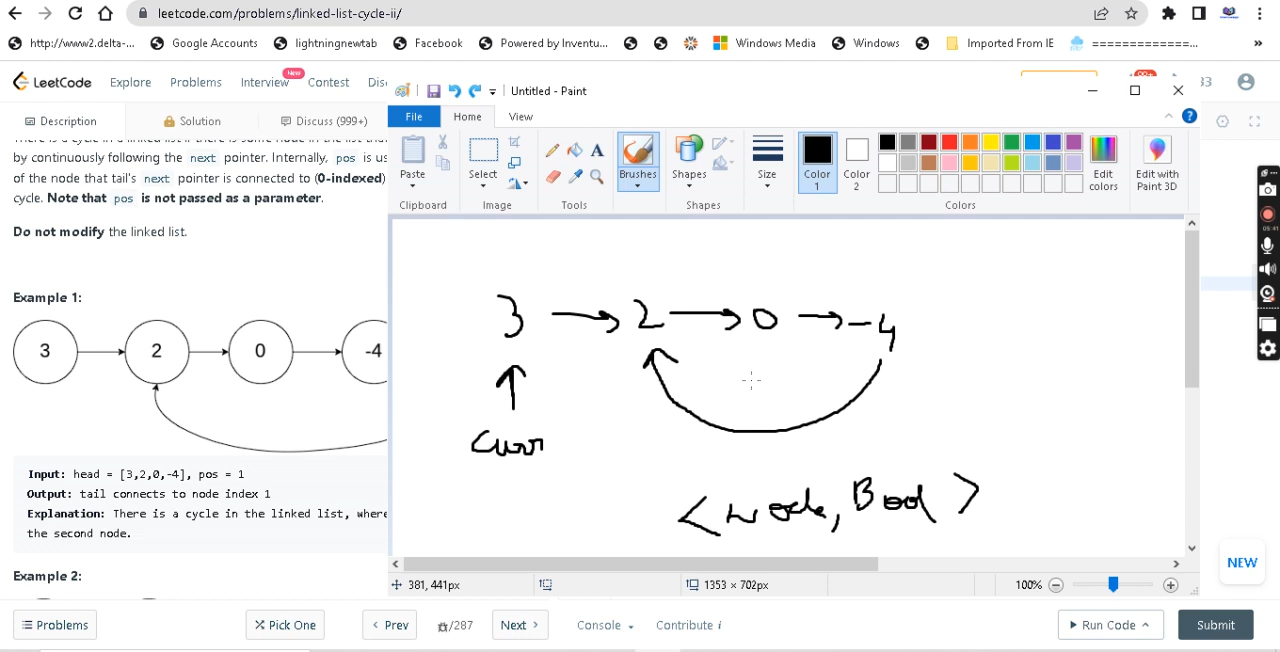 leetcode.com/problems/linked-list-cycle-ii/
http://www2.delta-... Google Accounts lightningnewtab Facebook Powered by Inventu... Windows Media Windows Imported From IE =============... »
LeetCode Explore Problems Interview New Contest Dis
Untitled - Paint
File Home View
Description Solution Discuss (999+)
Paste Select Brushes Shapes Size Color 1 Color 2 Edit colors Edit with Paint 3D
Clipboard Image Tools Shapes Colors
by continuously following the next pointer. Internally, pos is us
of the node that tail's next pointer is connected to (0-indexed)
cycle. Note that pos is not passed as a parameter.
Do not modify the linked list.
Example 1:
3 2 0 -4
3 2 0 -4
Curr
<Node, Bool>
Input: head = [3,2,0,-4], pos = 1
Output: tail connects to node index 1
Explanation: There is a cycle in the linked list, where
the second node.
Example 2:
381, 441px 1353 × 702px 100%
05:41
NEW
Problems Pick One < Prev /287 Next > Console Contribute i Run Code Submit